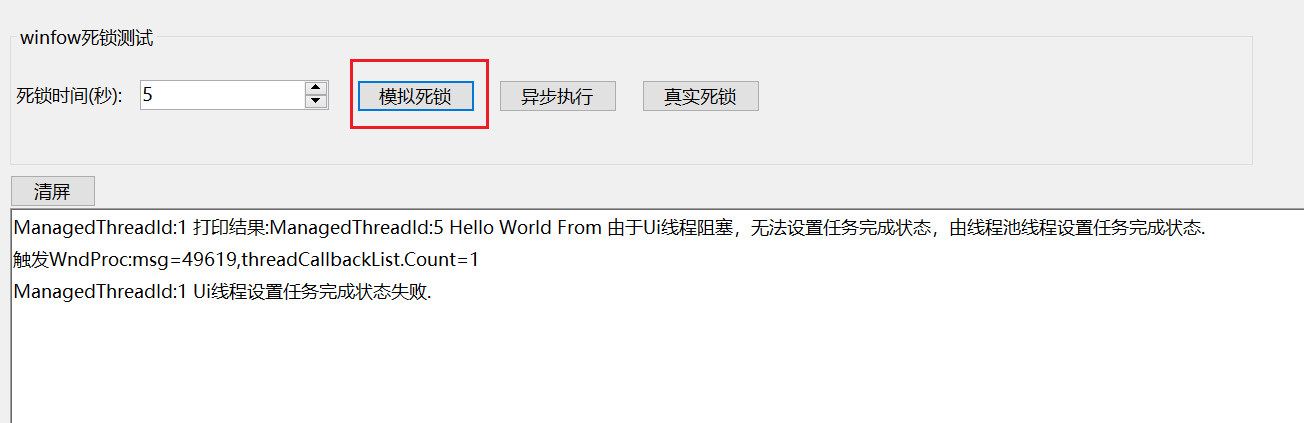 winfow死锁测试
死锁时间(秒): 5 模拟死锁 异步执行 真实死锁
清屏
ManagedThreadId:1 打印结果:ManagedThreadId:5 Hello World From 由于Ui线程阻塞，无法设置任务完成状态，由线程池线程设置任务完成状态.
触发WndProc:msg=49619,threadCallbackList.Count=1
ManagedThreadId:1 Ui线程设置任务完成状态失败.